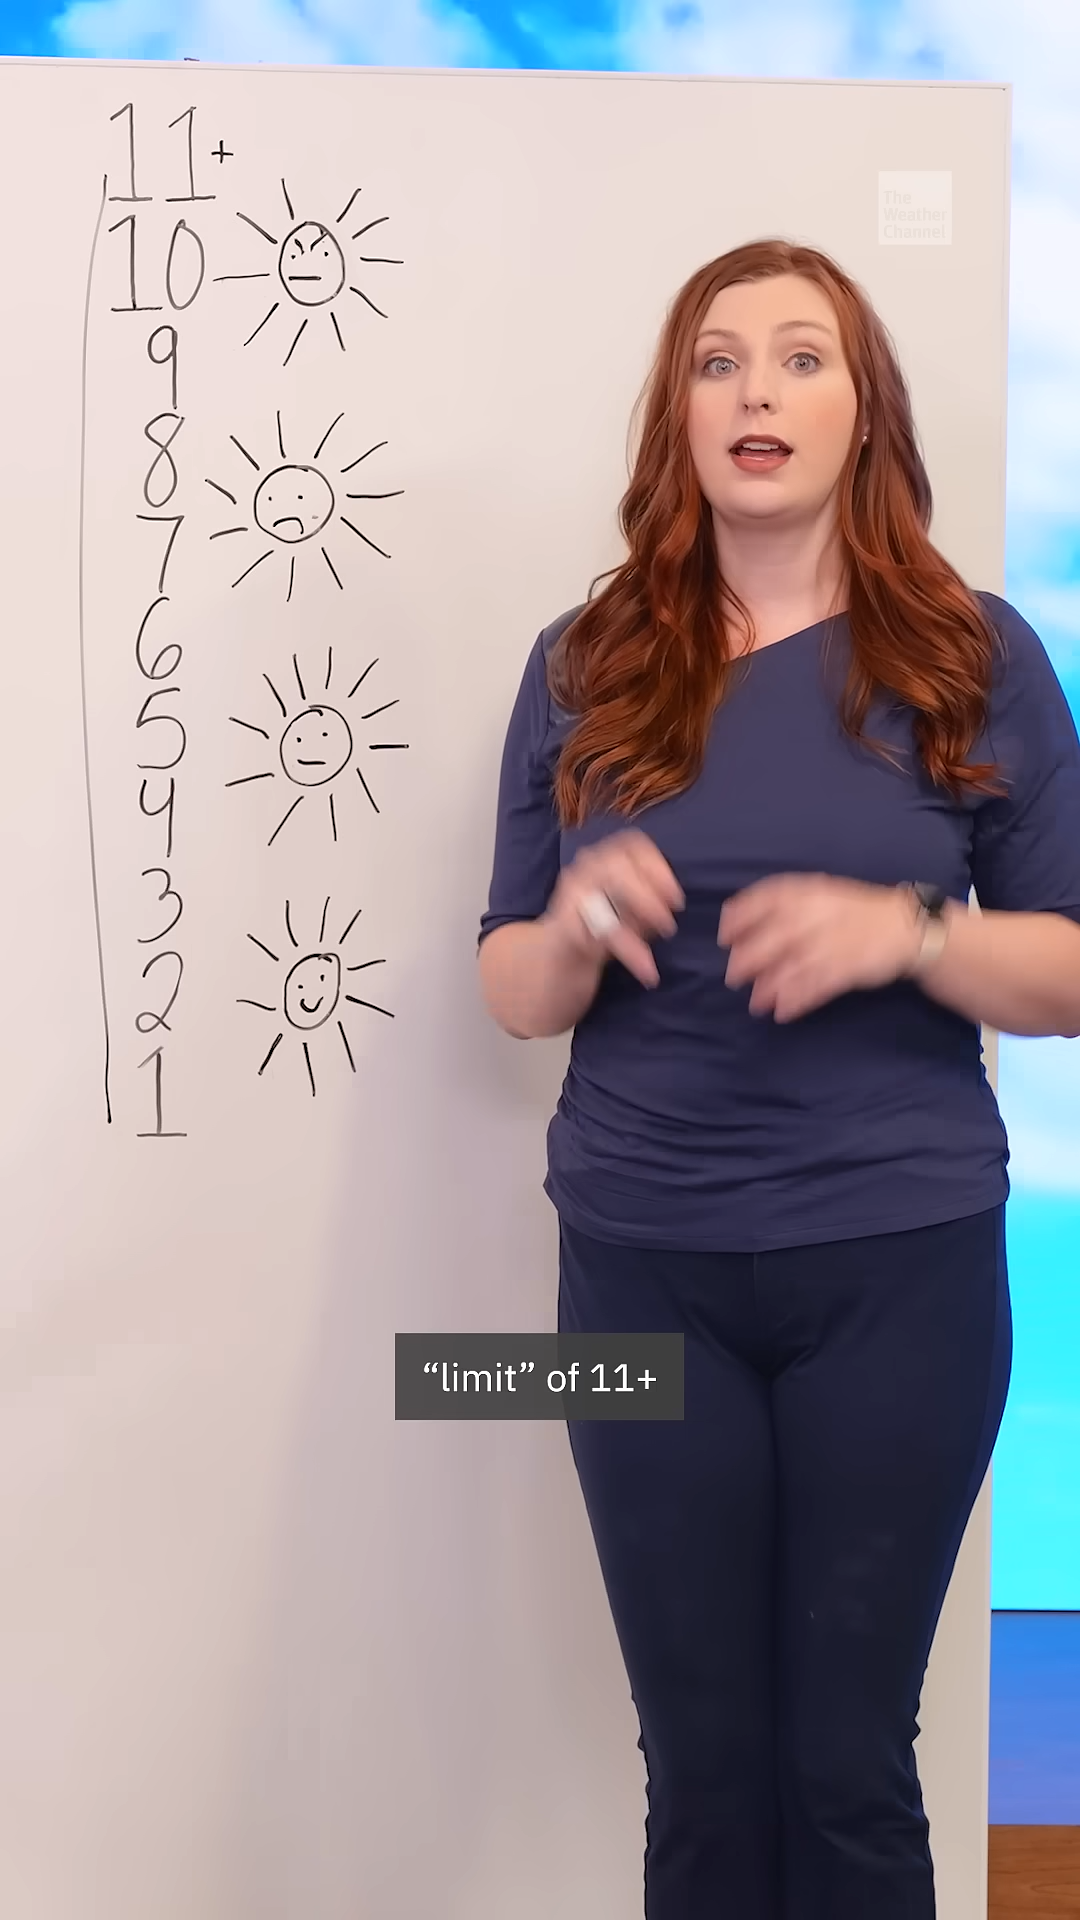 11+
10
9
8
7
6
5
4
3
2
1
The
Weather
Channel
“limit” of 11+